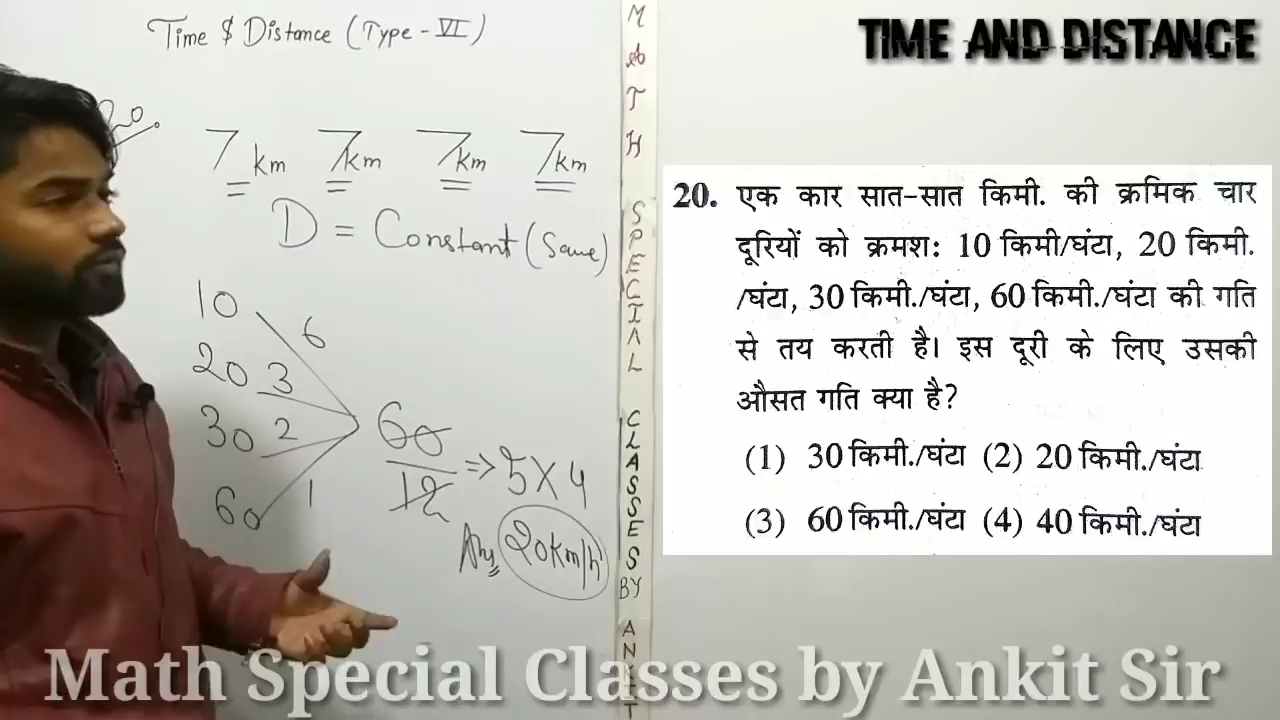 Time & Distance (Type - VI)
7 km 7 km 7 km 7 km
D = Constant (Same)
10
6
20 3
30 2
60 1
60
12
=> 5 X 4
Ans 20km/h
MATH SPECIAL CLASSES BY ANKIT
TIME AND DISTANCE
20. एक कार सात-सात किमी. की क्रमिक चार
दूरियों को क्रमशः 10 किमी/घंटा, 20 किमी.
/घंटा, 30 किमी./घंटा, 60 किमी./घंटा की गति
से तय करती है। इस दूरी के लिए उसकी
औसत गति क्या है?
(1) 30 किमी./घंटा (2) 20 किमी./घंटा
(3) 60 किमी./घंटा (4) 40 किमी./घंटा
Math Special Classes by Ankit Sir